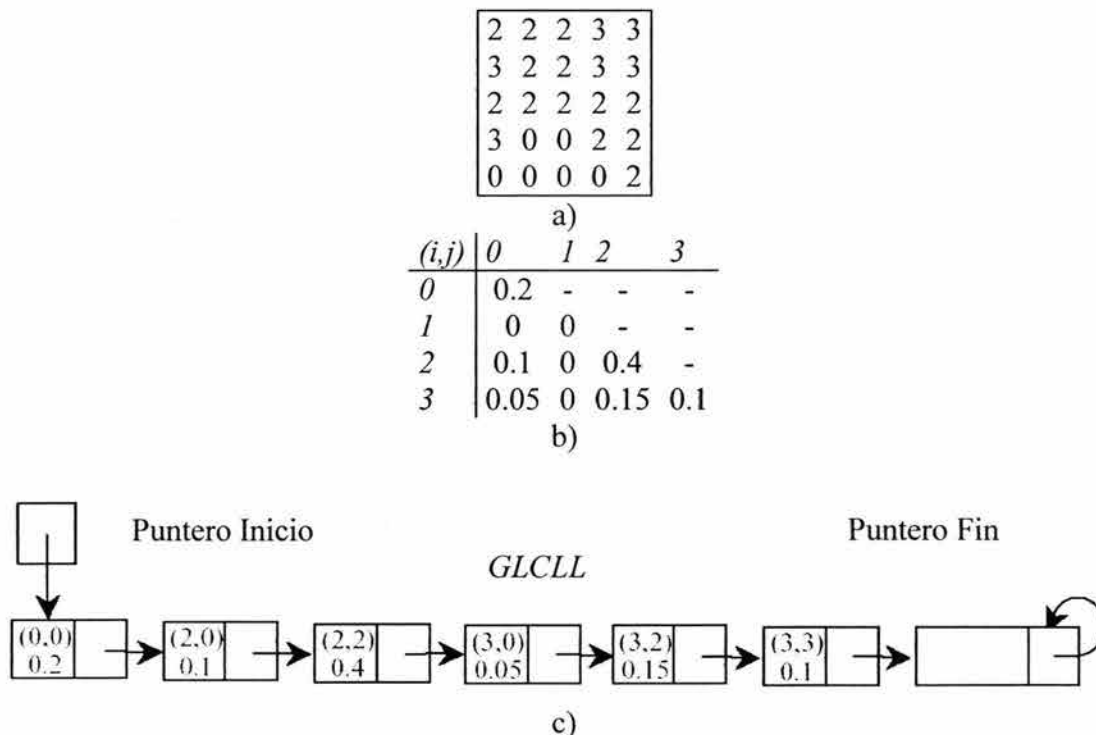 2 2 2 3 3
3 2 2 3 3
2 2 2 2 2
3 0 0 2 2
0 0 0 0 2
a)
(i,j) 0 1 2 3
0 0.2 - - -
1 0 0 - -
2 0.1 0 0.4 -
3 0.05 0 0.15 0.1
b)
Puntero Inicio Puntero Fin
GLCLL
(0,0) (2,0) (2,2) (3,0) (3,2) (3,3)
0.2 0.1 0.4 0.05 0.15 0.1
c)